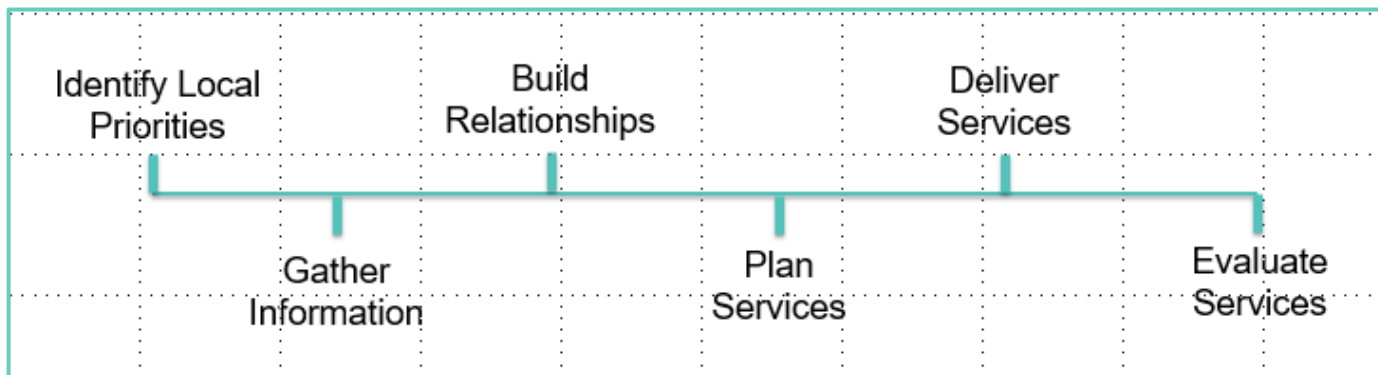 Identify Local
Priorities
Gather
Information
Build
Relationships
Plan
Services
Deliver
Services
Evaluate
Services